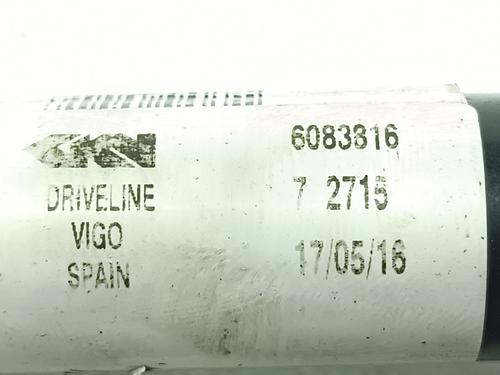 GKN
DRIVELINE
VIGO
SPAIN
6083816
7 2715
17/05/16